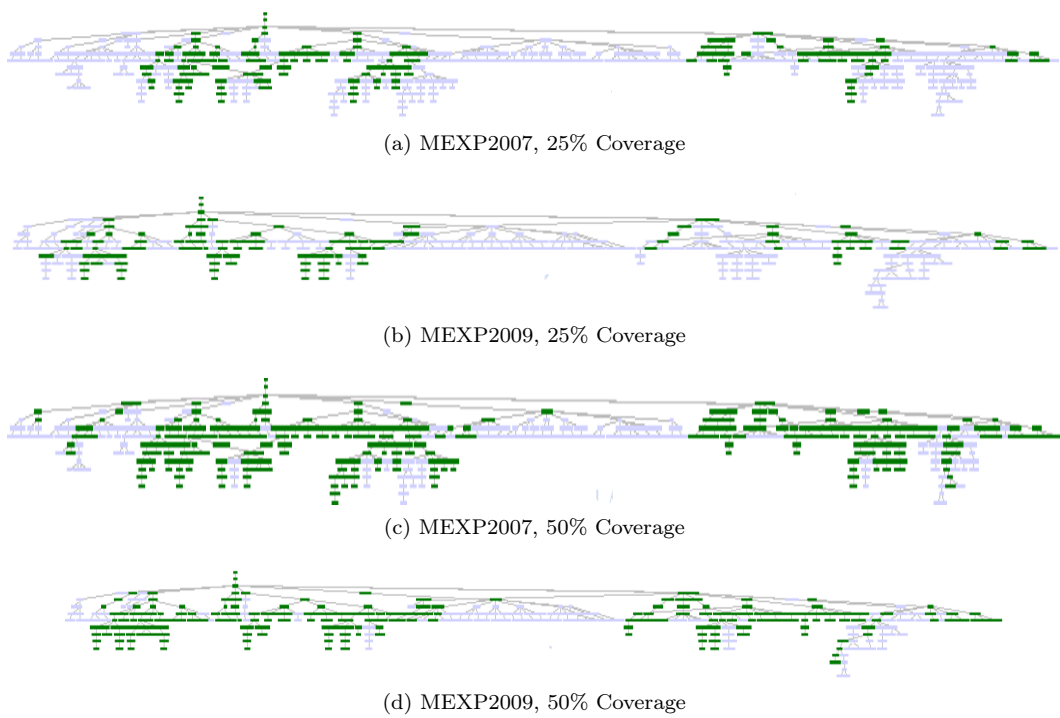 (a) MEXP2007, 25% Coverage
(b) MEXP2009, 25% Coverage
(c) MEXP2007, 50% Coverage
(d) MEXP2009, 50% Coverage